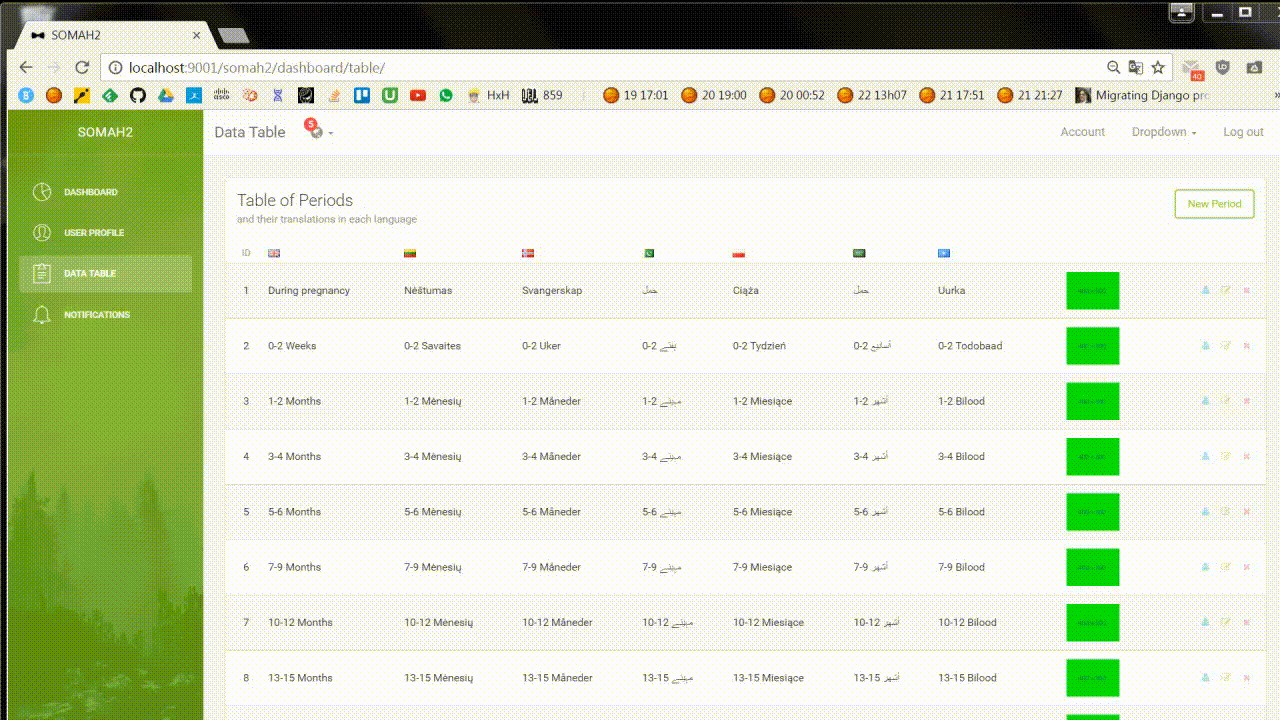 SOMAH2
localhost:9001/somah2/dashboard/table/
40
HxH
859
19 17:01
20 19:00
20 00:52
22 13h07
21 17:51
21 21:27
Migrating Django pr
SOMAH2
Data Table
5
Account
Dropdown
Log out
DASHBOARD
USER PROFILE
DATA TABLE
NOTIFICATIONS
Table of Periods
and their translations in each language
New Period
ID
1 During pregnancy Nėštumas Svangerskap حمل Ciąża حمل Uurka
2 0-2 Weeks 0-2 Savaites 0-2 Uker 0-2 ہفتے 0-2 Tydzień 0-2 أسابيع 0-2 Todobaad
3 1-2 Months 1-2 Mėnesių 1-2 Måneder 1-2 مہینے 1-2 Miesiące 1-2 أشهر 1-2 Bilood
4 3-4 Months 3-4 Mėnesių 3-4 Måneder 3-4 مہینے 3-4 Miesiące 3-4 أشهر 3-4 Bilood
5 5-6 Months 5-6 Mėnesių 5-6 Måneder 5-6 مہینے 5-6 Miesiące 5-6 أشهر 5-6 Bilood
6 7-9 Months 7-9 Mėnesių 7-9 Måneder 7-9 مہینے 7-9 Miesiące 7-9 أشهر 7-9 Bilood
7 10-12 Months 10-12 Mėnesių 10-12 Måneder 10-12 مہینے 10-12 Miesiące 10-12 أشهر 10-12 Bilood
8 13-15 Months 13-15 Mėnesių 13-15 Måneder 13-15 مہینے 13-15 Miesiące 13-15 أشهر 13-15 Bilood